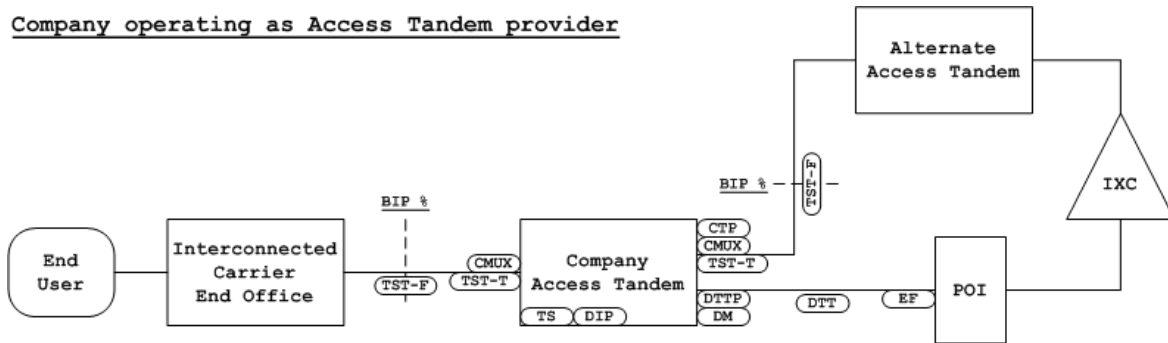 Company operating as Access Tandem provider
Alternate
Access Tandem
TST-F
BIP %
IXC
BIP %
End
User
Interconnected
Carrier
End Office
TST-F
CMUX
TST-T
Company
Access Tandem
TS
DIP
CTP
CMUX
TST-T
DTTP
DM
DTT
EF
POI